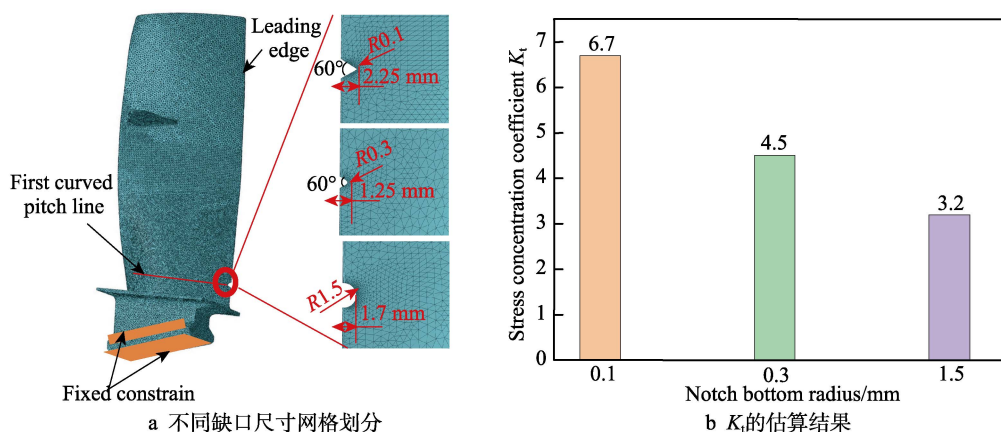 Leading
edge
60°
R0.1
2.25 mm
60°
R0.3
1.25 mm
R1.5
1.7 mm
First curved
pitch line
Fixed constrain
a 不同缺口尺寸网格划分
Stress concentration coefficient Kt
7
6
5
4
3
2
1
0
6.7
4.5
3.2
0.1
0.3
1.5
Notch bottom radius/mm
b Kt的估算结果